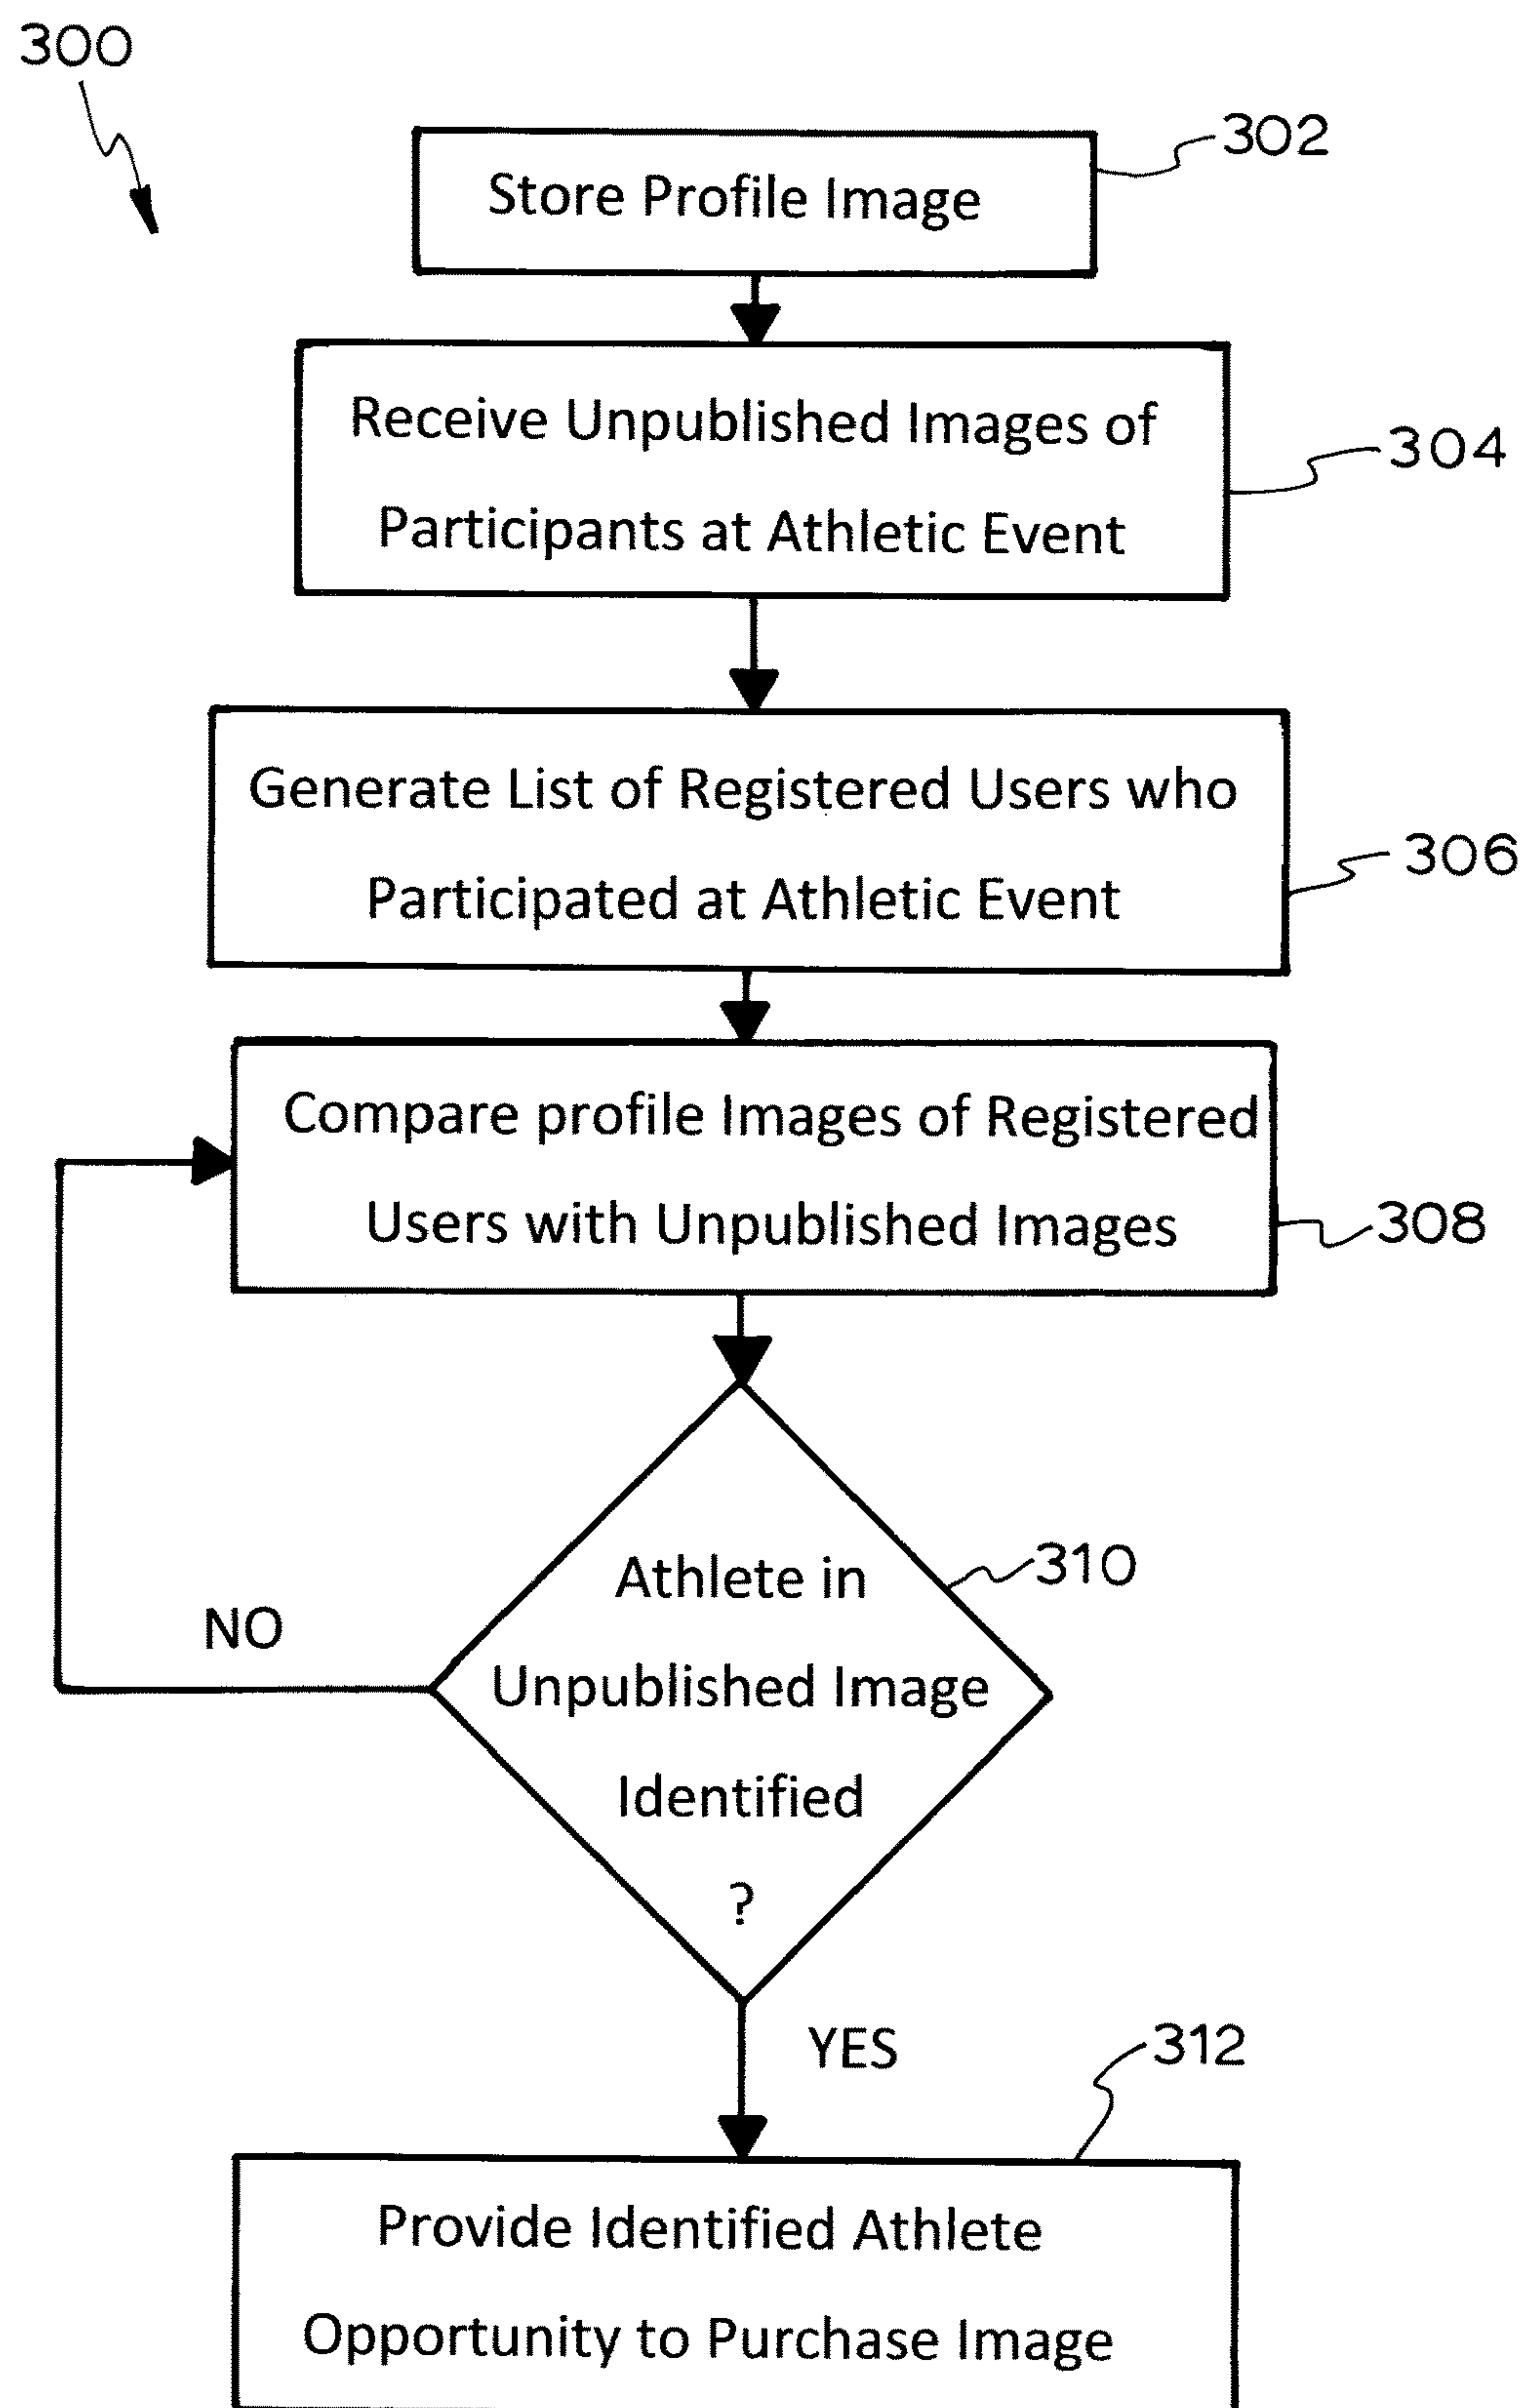 300
302
Store Profile Image
Receive Unpublished Images of
Participants at Athletic Event
304
Generate List of Registered Users who
Participated at Athletic Event
306
Compare profile Images of Registered
Users with Unpublished Images
308
310
Athlete in
Unpublished Image
Identified
?
NO
YES
312
Provide Identified Athlete
Opportunity to Purchase Image